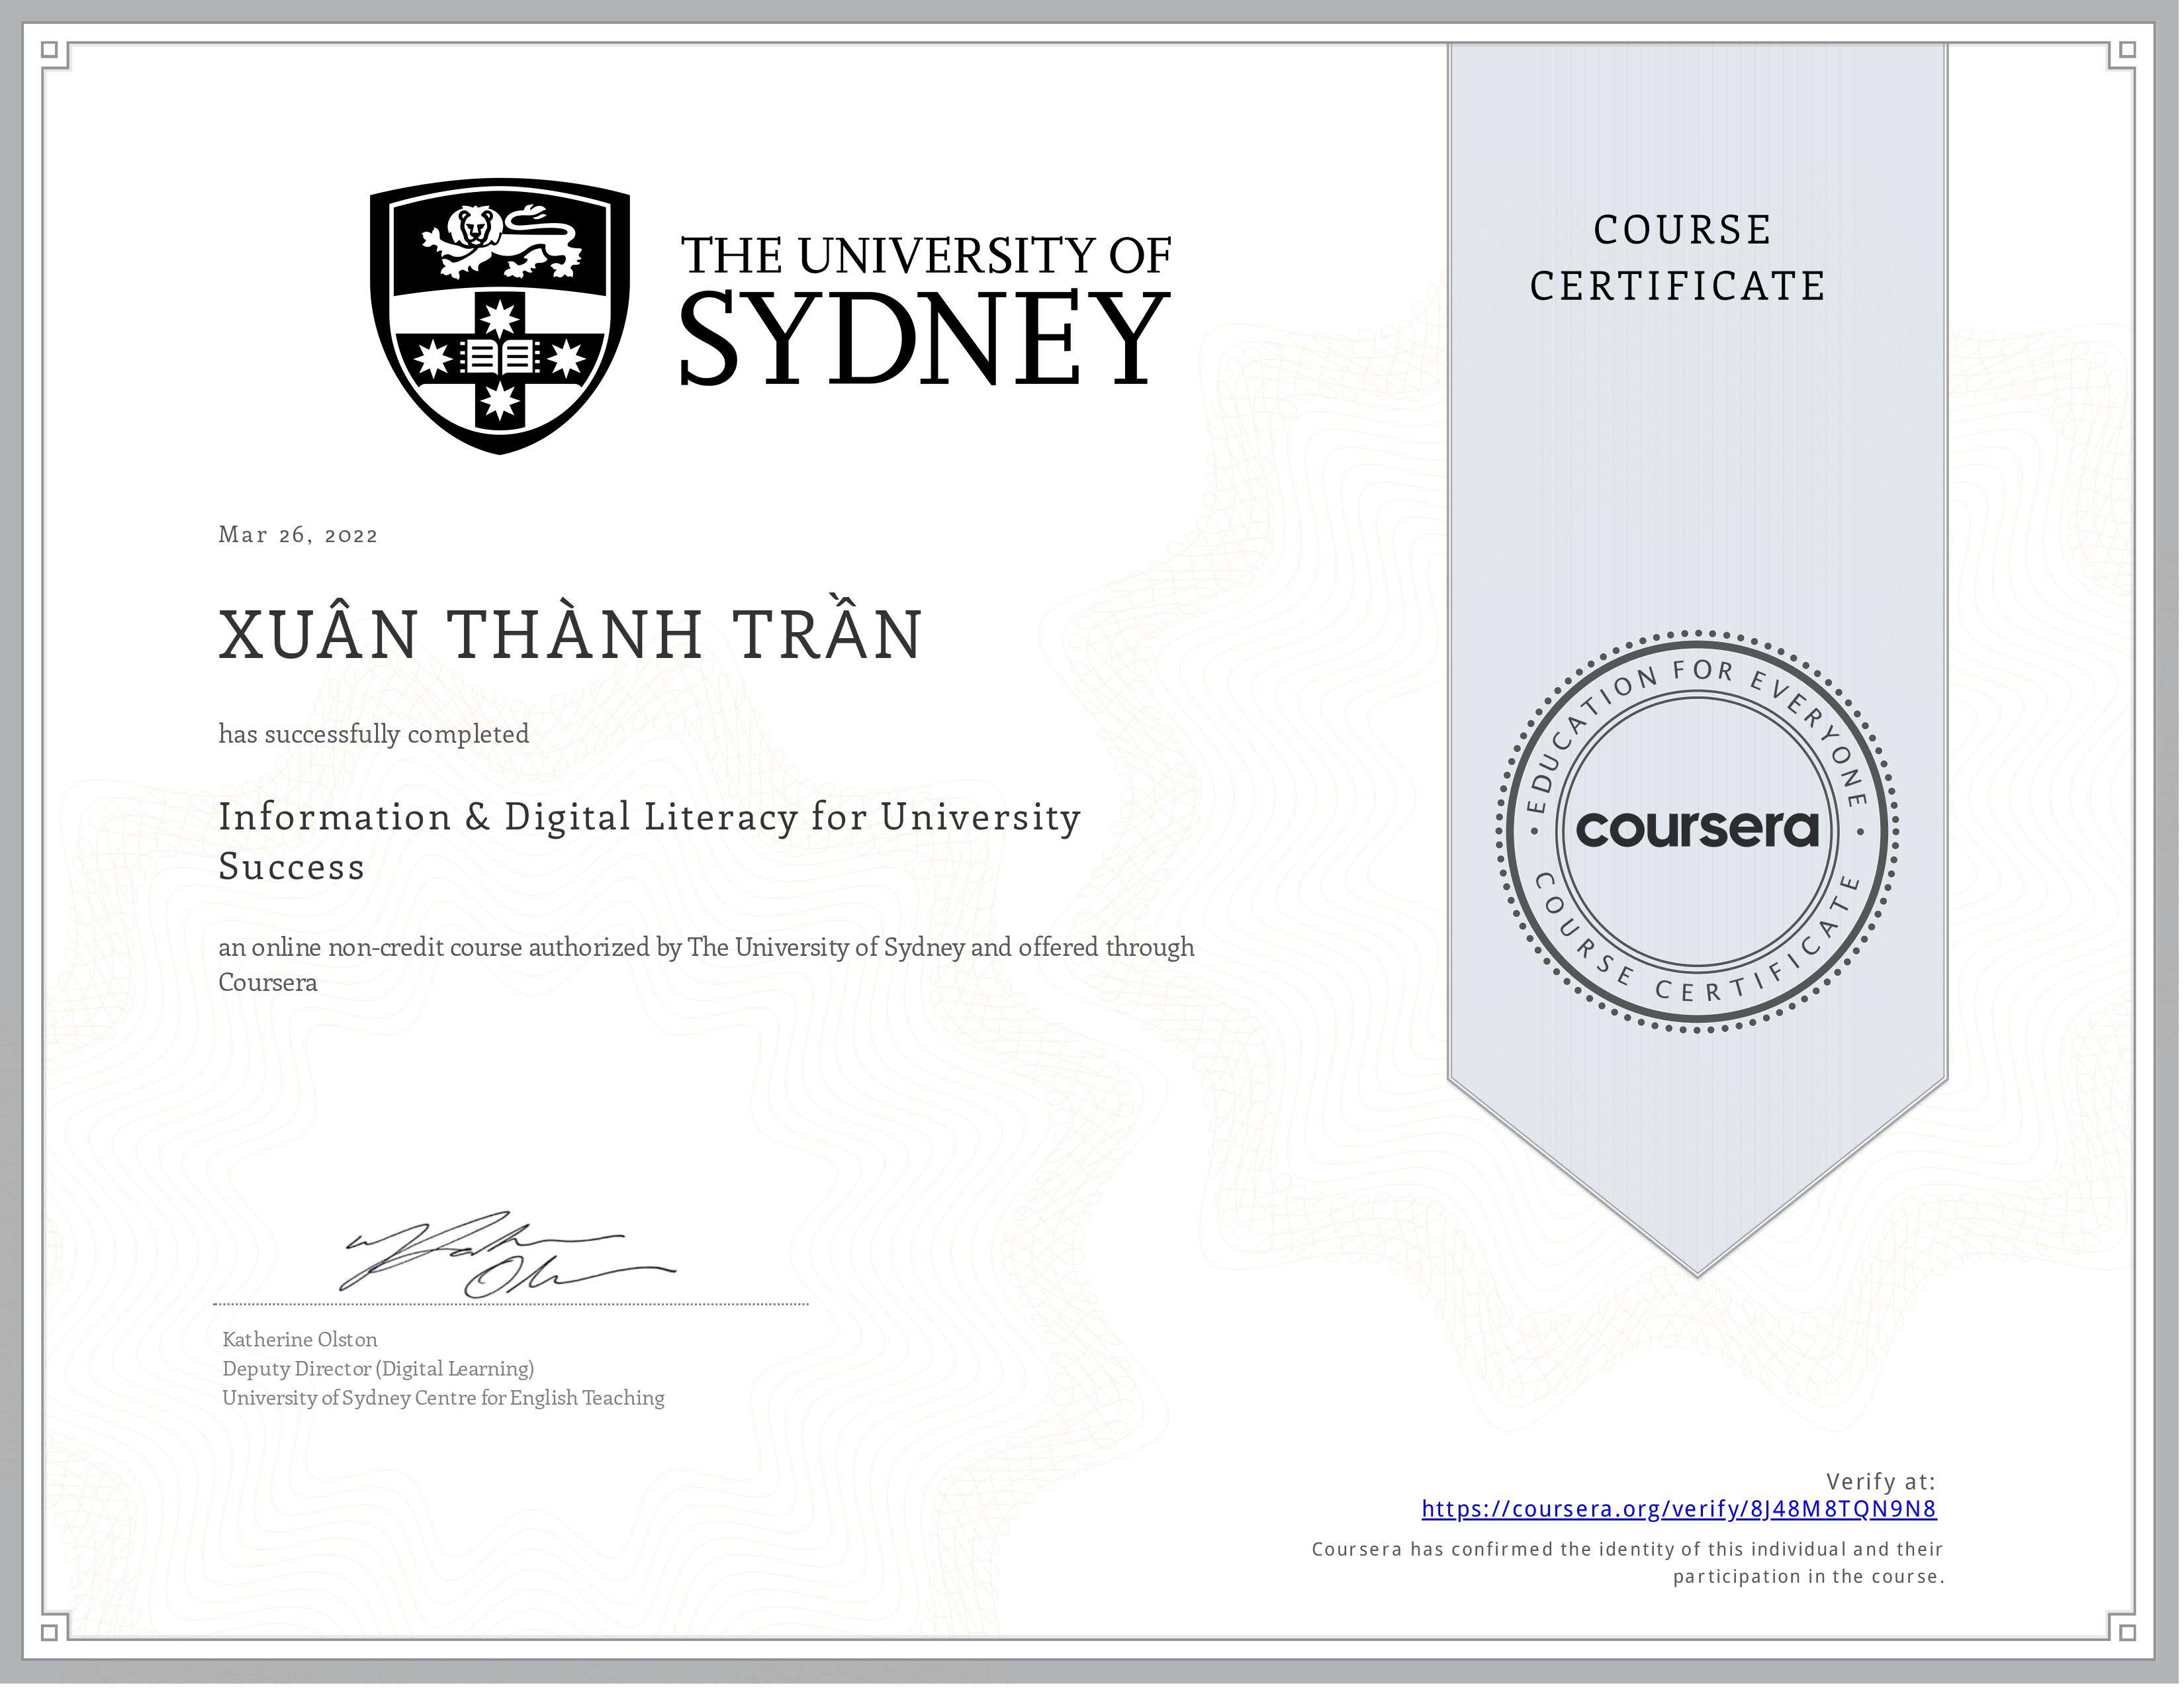 THE UNIVERSITY OF
SYDNEY
COURSE
CERTIFICATE
Mar 26, 2022
XUÂN THÀNH TRẦN
has successfully completed
Information & Digital Literacy for University
Success
an online non-credit course authorized by The University of Sydney and offered through
Coursera
EDUCATION FOR EVERYONE
coursera
COURSE CERTIFICATE
Katherine Olston
Deputy Director (Digital Learning)
University of Sydney Centre for English Teaching
Verify at:
https://coursera.org/verify/8J48M8TQN9N8
Coursera has confirmed the identity of this individual and their
participation in the course.